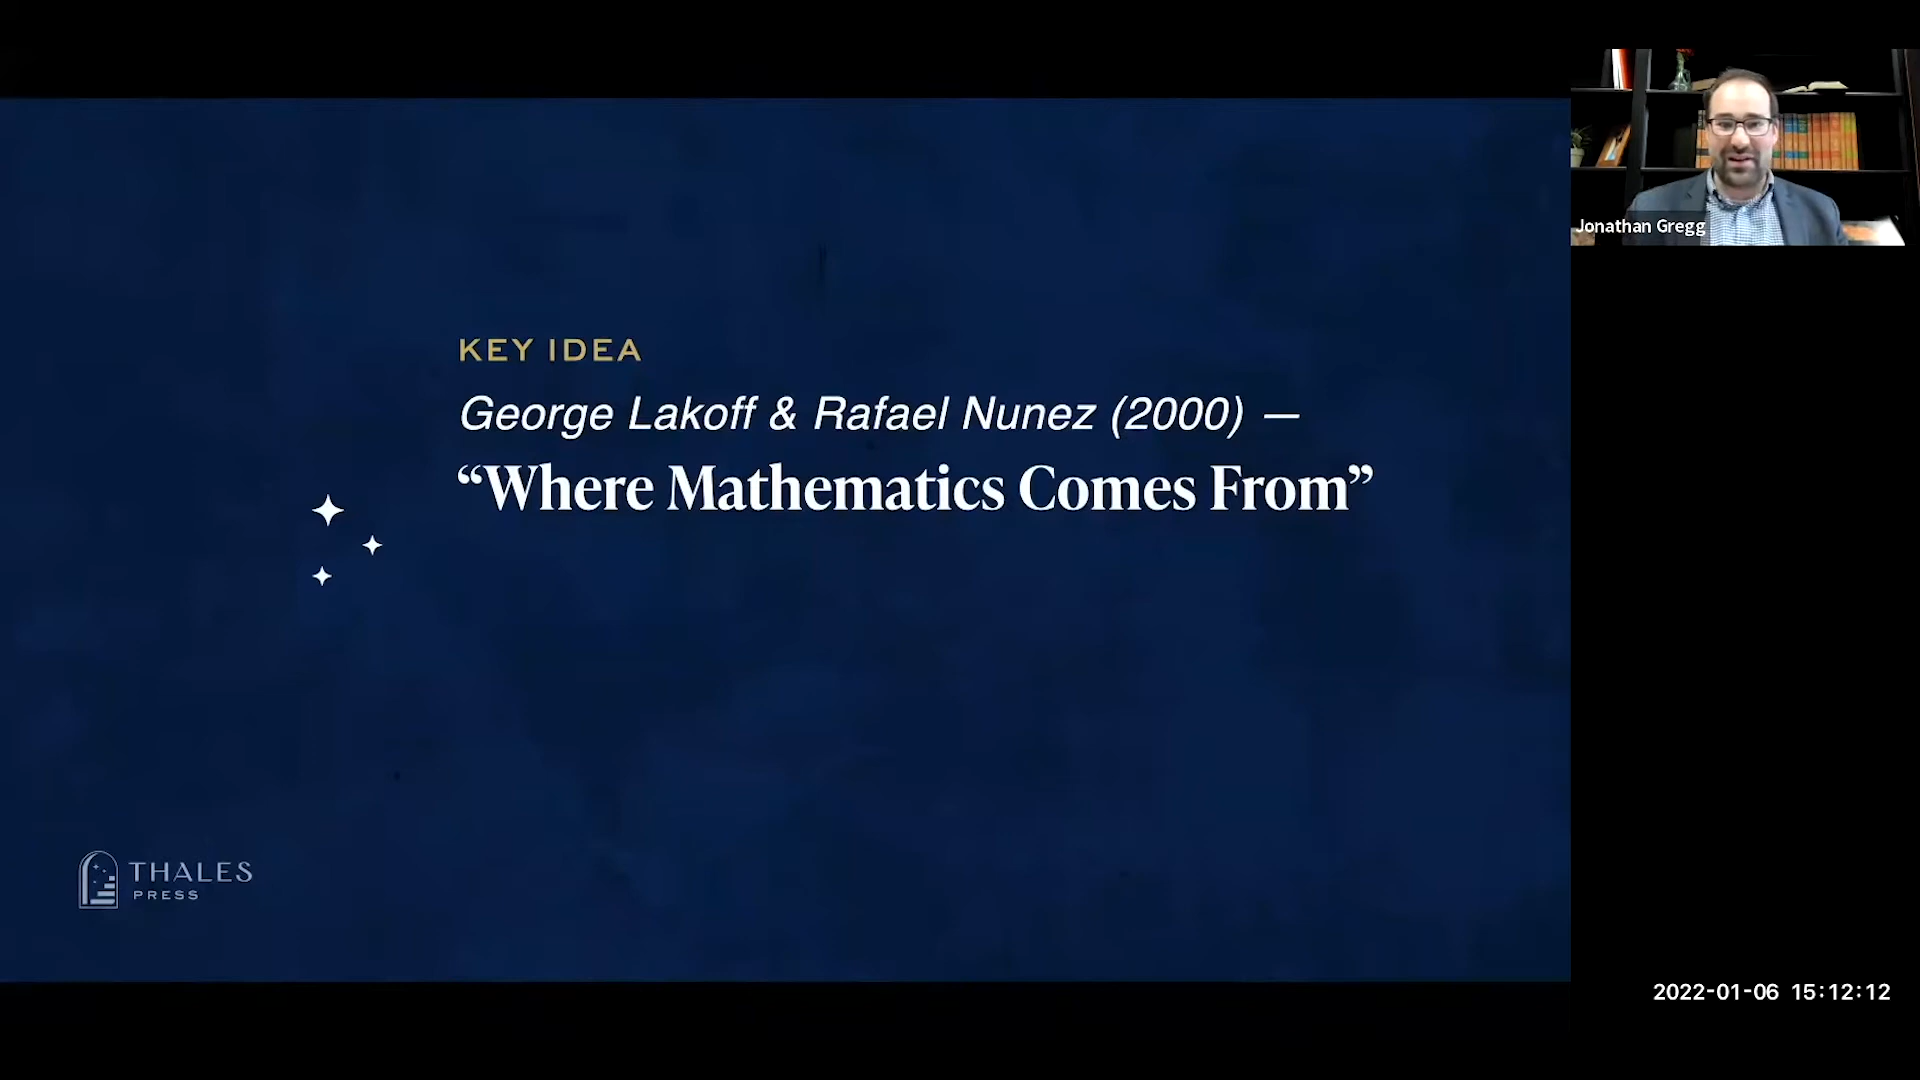 KEY IDEA
George Lakoff & Rafael Nunez (2000) —
“Where Mathematics Comes From”
THALES
PRESS
Jonathan Gregg
2022-01-06 15:12:12